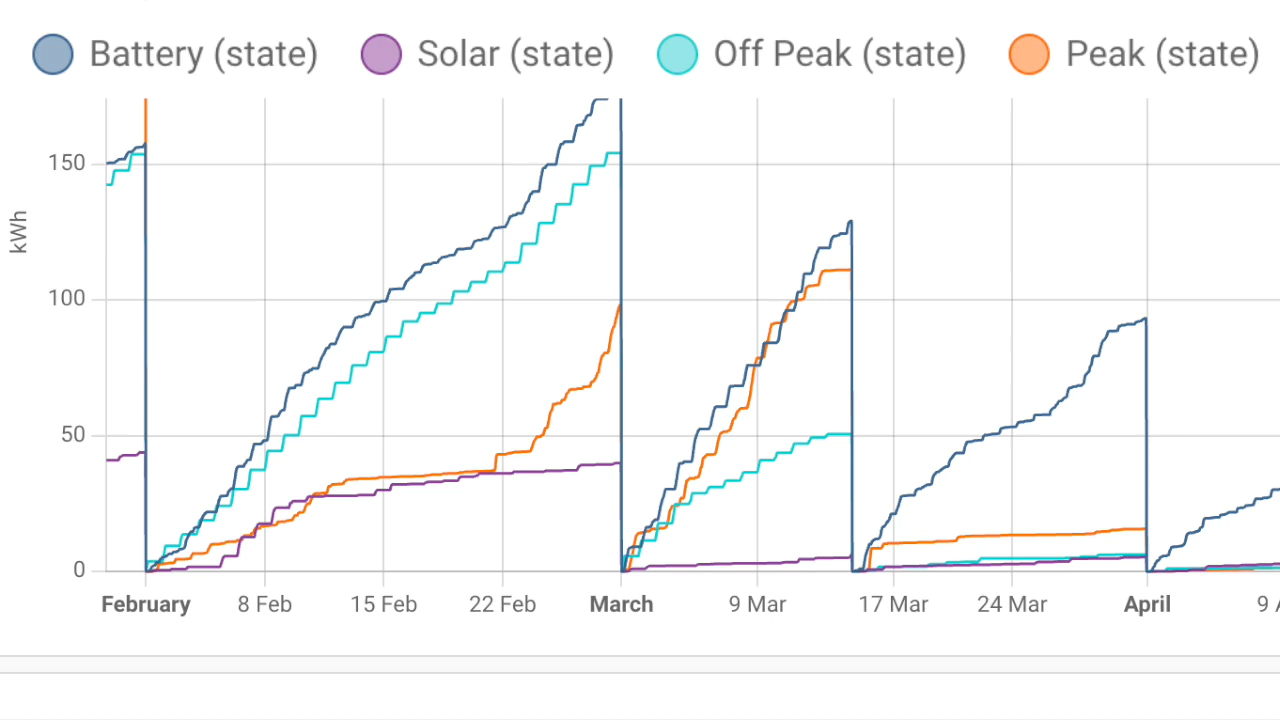 Battery (state) Solar (state) Off Peak (state) Peak (state)
150
100
50
0
kWh
February 8 Feb 15 Feb 22 Feb March 9 Mar 17 Mar 24 Mar April 9